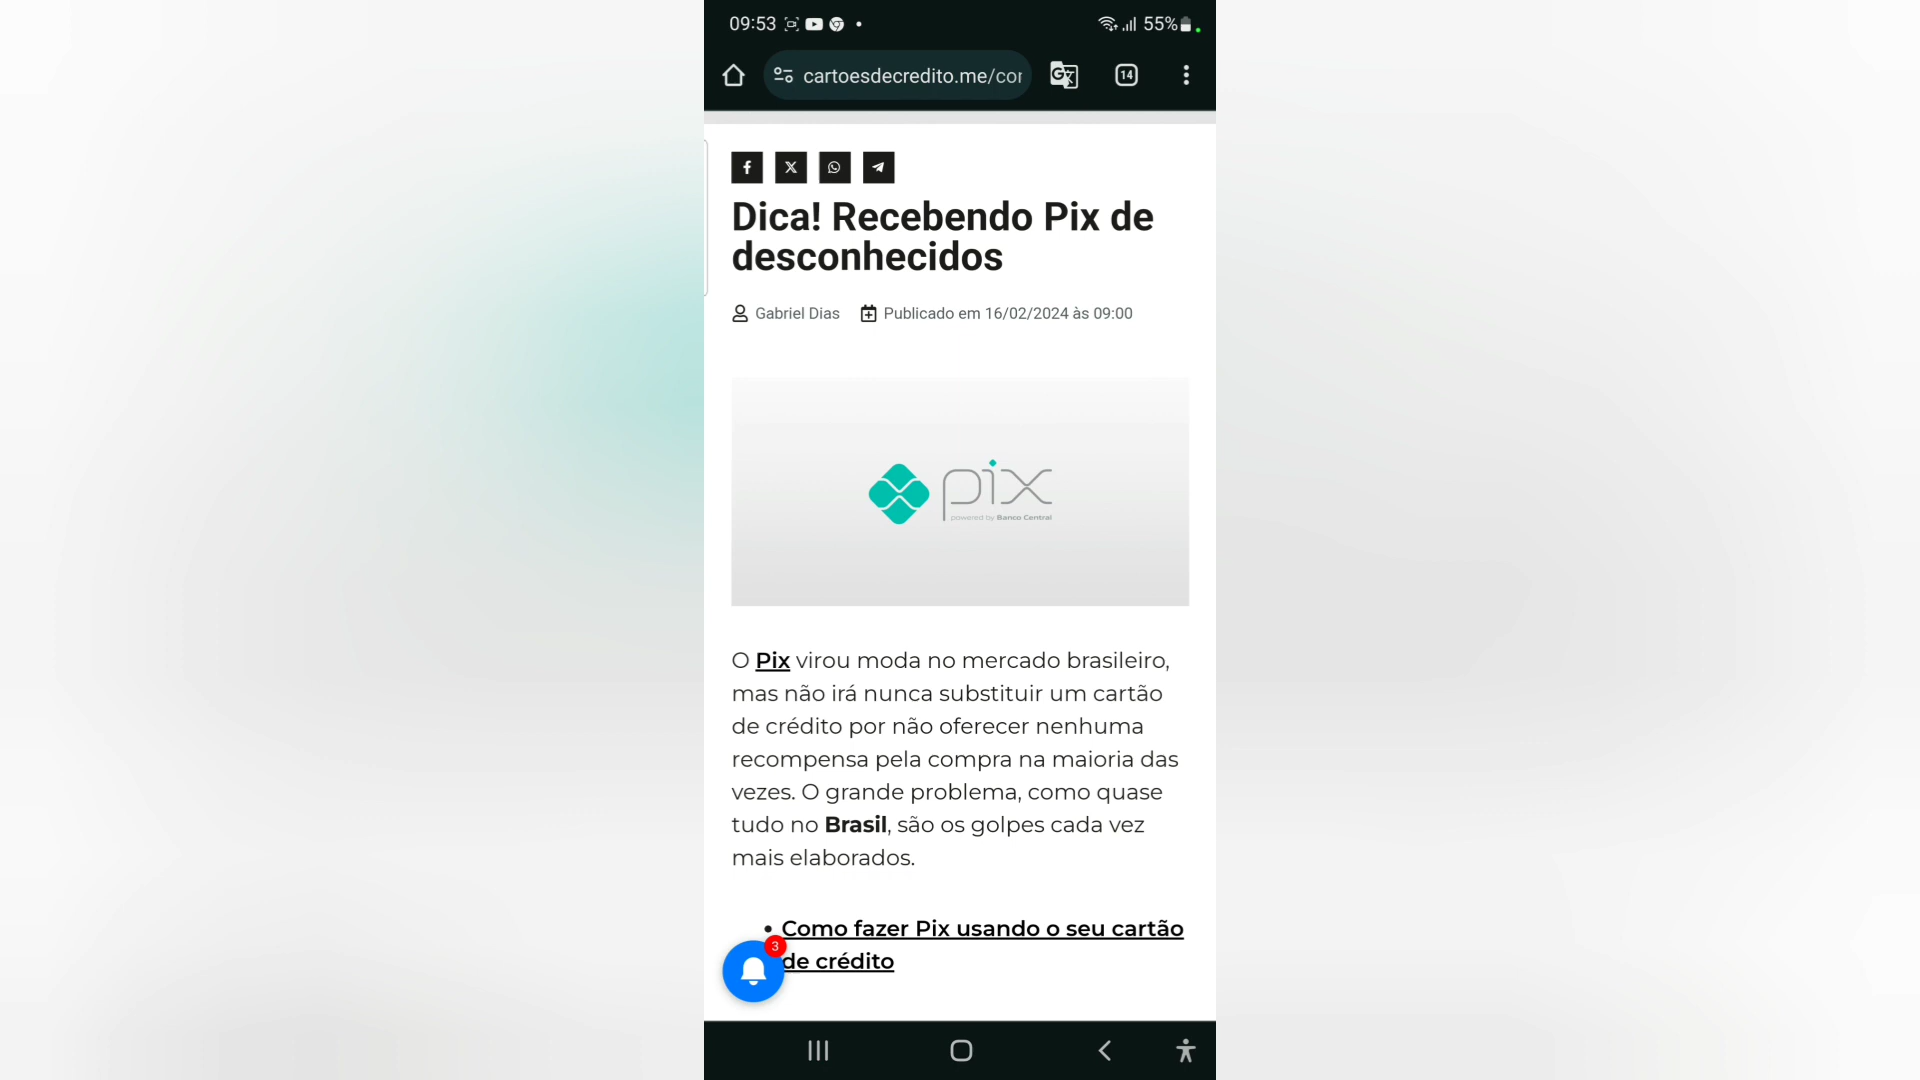 09:53
55%
cartoesdecredito.me/cor
14
Dica! Recebendo Pix de
desconhecidos
Gabriel Dias Publicado em 16/02/2024 às 09:00
pix
powered by Banco Central
O Pix virou moda no mercado brasileiro,
mas não irá nunca substituir um cartão
de crédito por não oferecer nenhuma
recompensa pela compra na maioria das
vezes. O grande problema, como quase
tudo no Brasil, são os golpes cada vez
mais elaborados.
• Como fazer Pix usando o seu cartão
3
de crédito